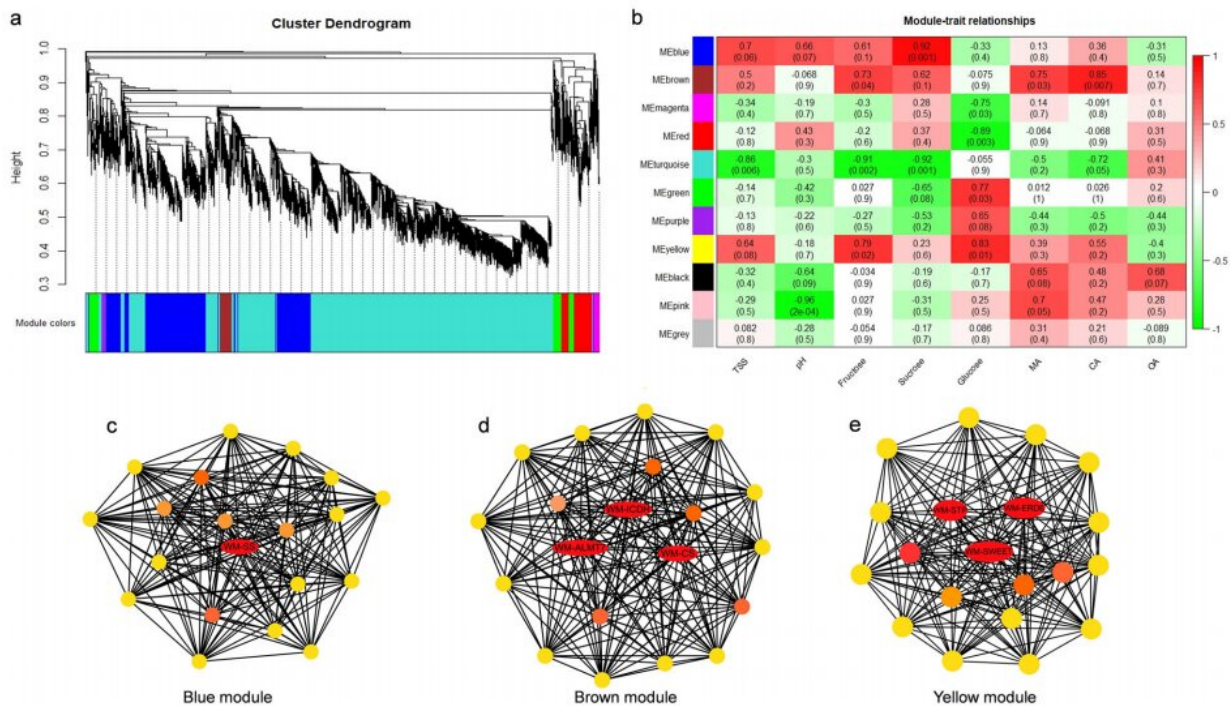 a
Cluster Dendrogram
Height
1.0
0.9
0.8
0.7
0.6
0.5
0.4
0.3
Module colors
b
Module-trait relationships
MEblue 0.7 0.66 0.61 0.92 -0.33 0.13 0.36 -0.31
(0.06) (0.07) (0.1) (0.001) (0.4) (0.8) (0.4) (0.5)
MEbrown 0.5 -0.068 0.73 0.62 -0.075 0.75 0.85 0.14
(0.2) (0.9) (0.04) (0.1) (0.9) (0.03) (0.007) (0.7)
MEmagenta -0.34 -0.19 -0.3 0.28 -0.75 0.14 -0.091 0.1
(0.4) (0.7) (0.5) (0.5) (0.03) (0.7) (0.8) (0.8)
MEred -0.12 0.43 -0.2 0.37 -0.89 -0.064 -0.068 0.31
(0.8) (0.3) (0.6) (0.4) (0.003) (0.9) (0.9) (0.5)
MEturquoise -0.86 -0.3 -0.91 -0.92 -0.055 -0.5 -0.72 0.41
(0.006) (0.5) (0.002) (0.001) (0.9) (0.2) (0.05) (0.3)
MEgreen -0.14 -0.42 0.027 -0.65 0.77 0.012 0.026 0.2
(0.7) (0.3) (0.9) (0.08) (0.03) (1) (1) (0.6)
MEpurple -0.13 -0.22 -0.27 -0.53 0.65 -0.44 -0.5 -0.44
(0.8) (0.6) (0.5) (0.2) (0.08) (0.3) (0.2) (0.3)
MEyellow 0.64 -0.18 0.79 0.23 0.83 0.39 0.55 -0.4
(0.08) (0.7) (0.02) (0.6) (0.01) (0.3) (0.2) (0.3)
MEblack -0.32 -0.64 -0.034 -0.19 -0.17 0.65 0.48 0.68
(0.4) (0.09) (0.9) (0.6) (0.7) (0.08) (0.2) (0.07)
MEpink -0.29 -0.96 0.027 -0.31 0.25 0.7 0.47 0.28
(0.5) (2e-04) (0.9) (0.5) (0.5) (0.05) (0.2) (0.5)
MEgrey 0.082 -0.28 -0.054 -0.17 0.086 0.31 0.21 -0.089
(0.8) (0.5) (0.9) (0.7) (0.8) (0.4) (0.6) (0.8)
TSS pH Fructoee Sucroee Glucoee MA CA OA
1
0.5
0
-0.5
-1
c
WM-SS
Blue module
d
WM-ICDH
WM-CS
Brown module
e
WM-STP
WM-SWEET
Yellow module